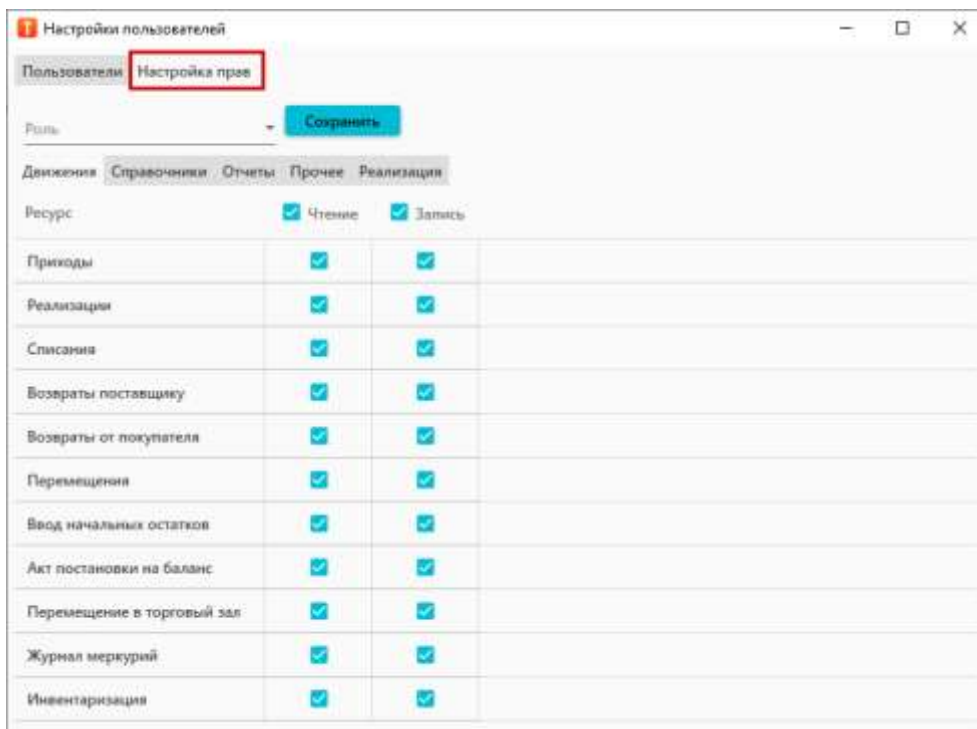 Настройки пользователей
Пользователи Настройка прав
Роль Сохранить
Движения Справочники Отчеты Прочее Реализация
Ресурс Чтение Запись
Приходы
Реализации
Списания
Возвраты поставщику
Возвраты от покупателя
Перемещения
Ввод начальных остатков
Акт постановки на баланс
Перемещение в торговый зал
Журнал меркурий
Инвентаризация